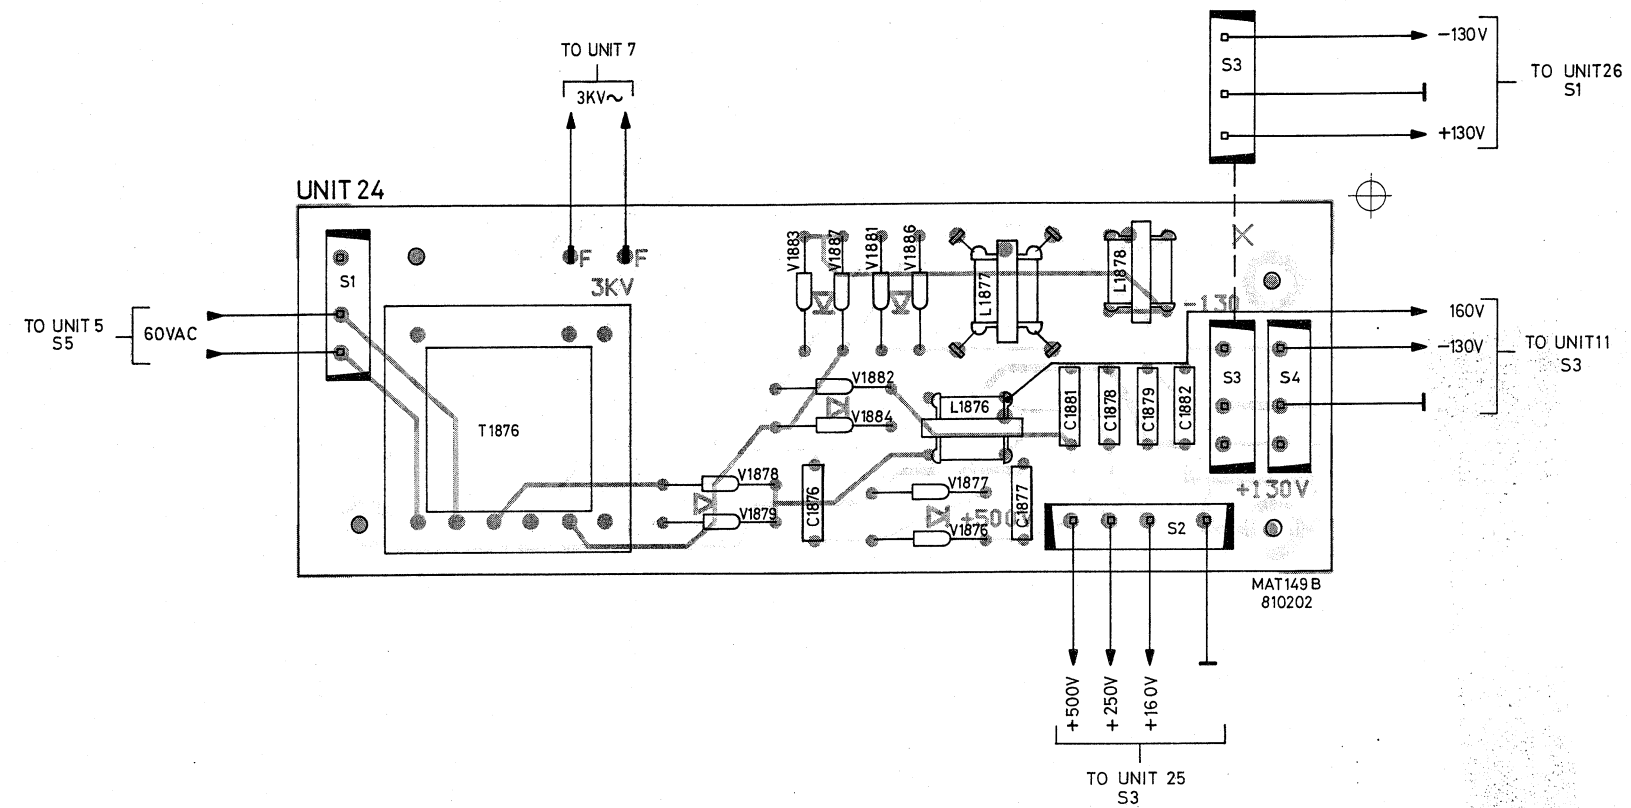 TO UNIT 7
3KV~
S3
-130V
+130V
TO UNIT26
S1
UNIT 24
S1
F
F
3KV
V1883
V1887
V1881
V1886
L1877
L1878
-130
TO UNIT 5
S5
60VAC
160V
-130V
TO UNIT11
S3
T1876
V1882
V1884
L1876
C1881
C1878
C1879
C1882
S3
S4
V1878
V1879
C1876
V1877
V1876
+500V
C1877
+130V
S2
MAT149B
810202
+500V
+250V
+160V
TO UNIT 25
S3